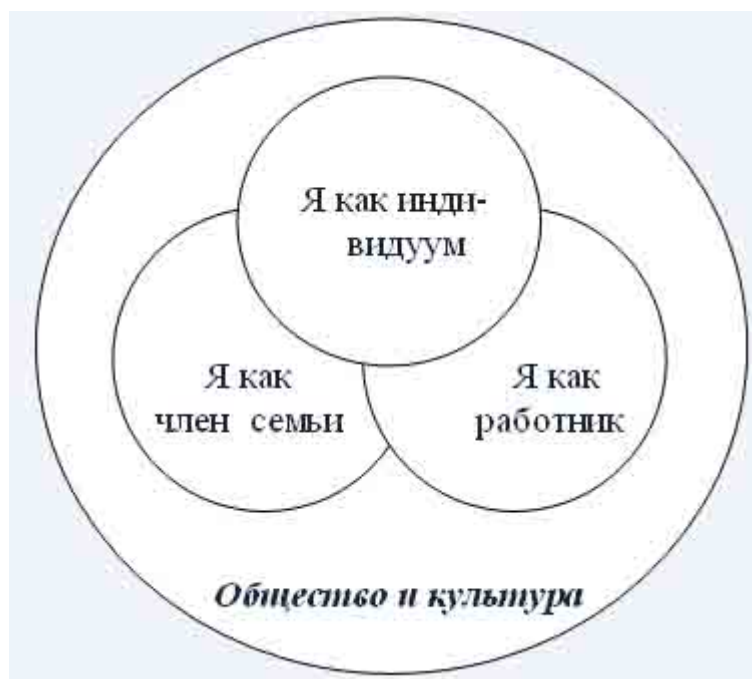 Я как инди-
видуум
Я как
член семьи
Я как
работник
Общество и культура